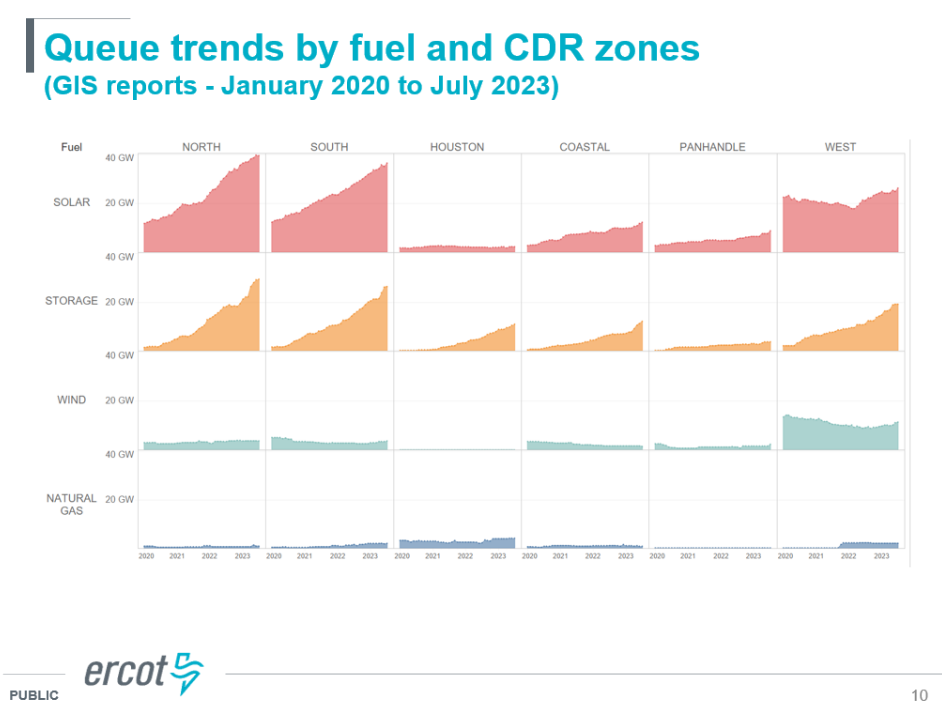 Queue trends by fuel and CDR zones
(GIS reports - January 2020 to July 2023)
Fuel NORTH SOUTH HOUSTON COASTAL PANHANDLE WEST
40 GW
SOLAR 20 GW
40 GW
STORAGE 20 GW
40 GW
WIND 20 GW
40 GW
NATURAL GAS 20 GW
2020 2021 2022 2023 2020 2021 2022 2023 2020 2021 2022 2023 2020 2021 2022 2023 2020 2021 2022 2023 2020 2021 2022 2023
ercot
PUBLIC 10